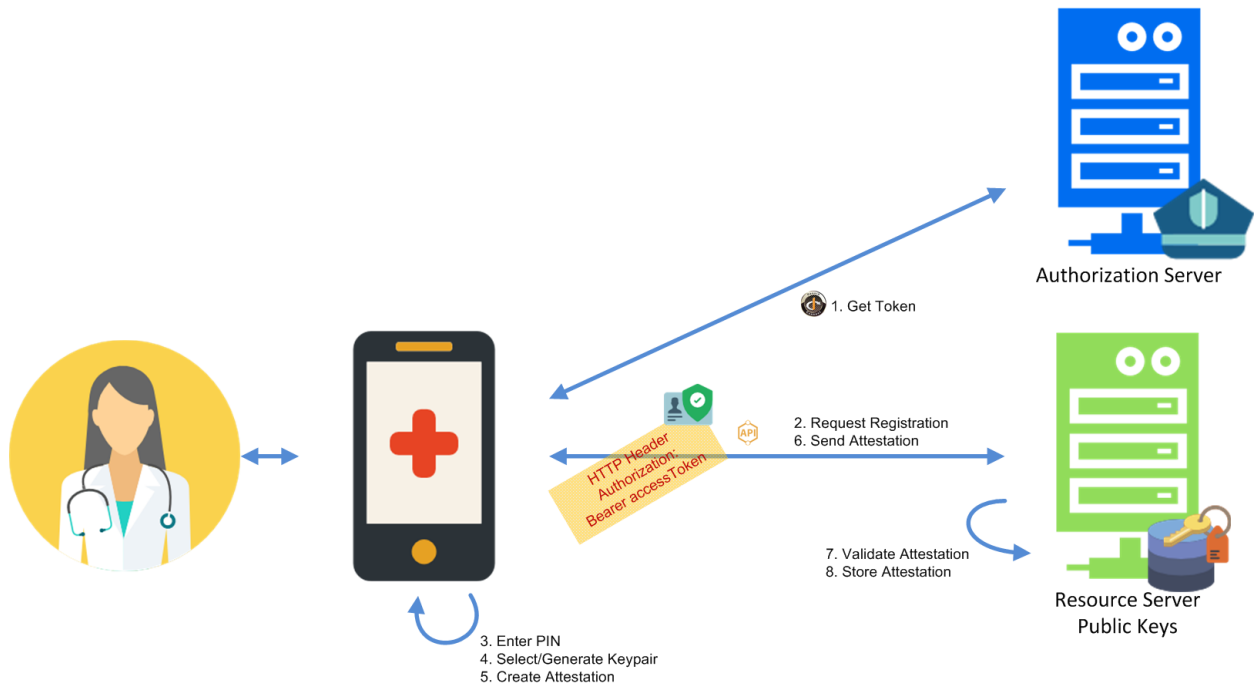 Authorization Server
1. Get Token
HTTP Header
Authorization:
Bearer accessToken
API
2. Request Registration
6. Send Attestation
7. Validate Attestation
8. Store Attestation
Resource Server
Public Keys
3. Enter PIN
4. Select/Generate Keypair
5. Create Attestation